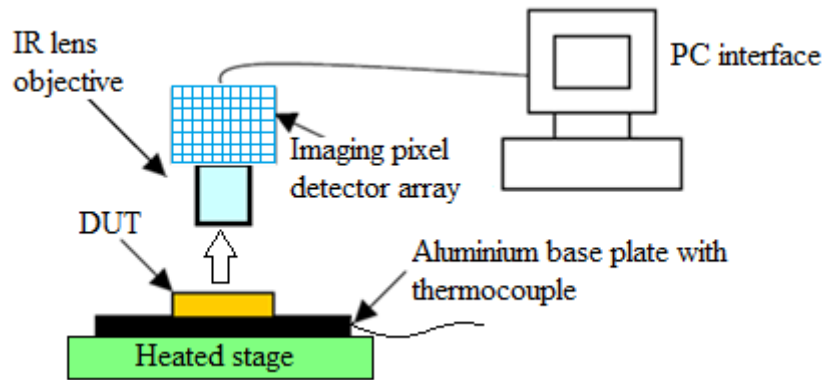 IR lens
objective
PC interface
Imaging pixel
detector array
DUT
Aluminium base plate with
thermocouple
Heated stage